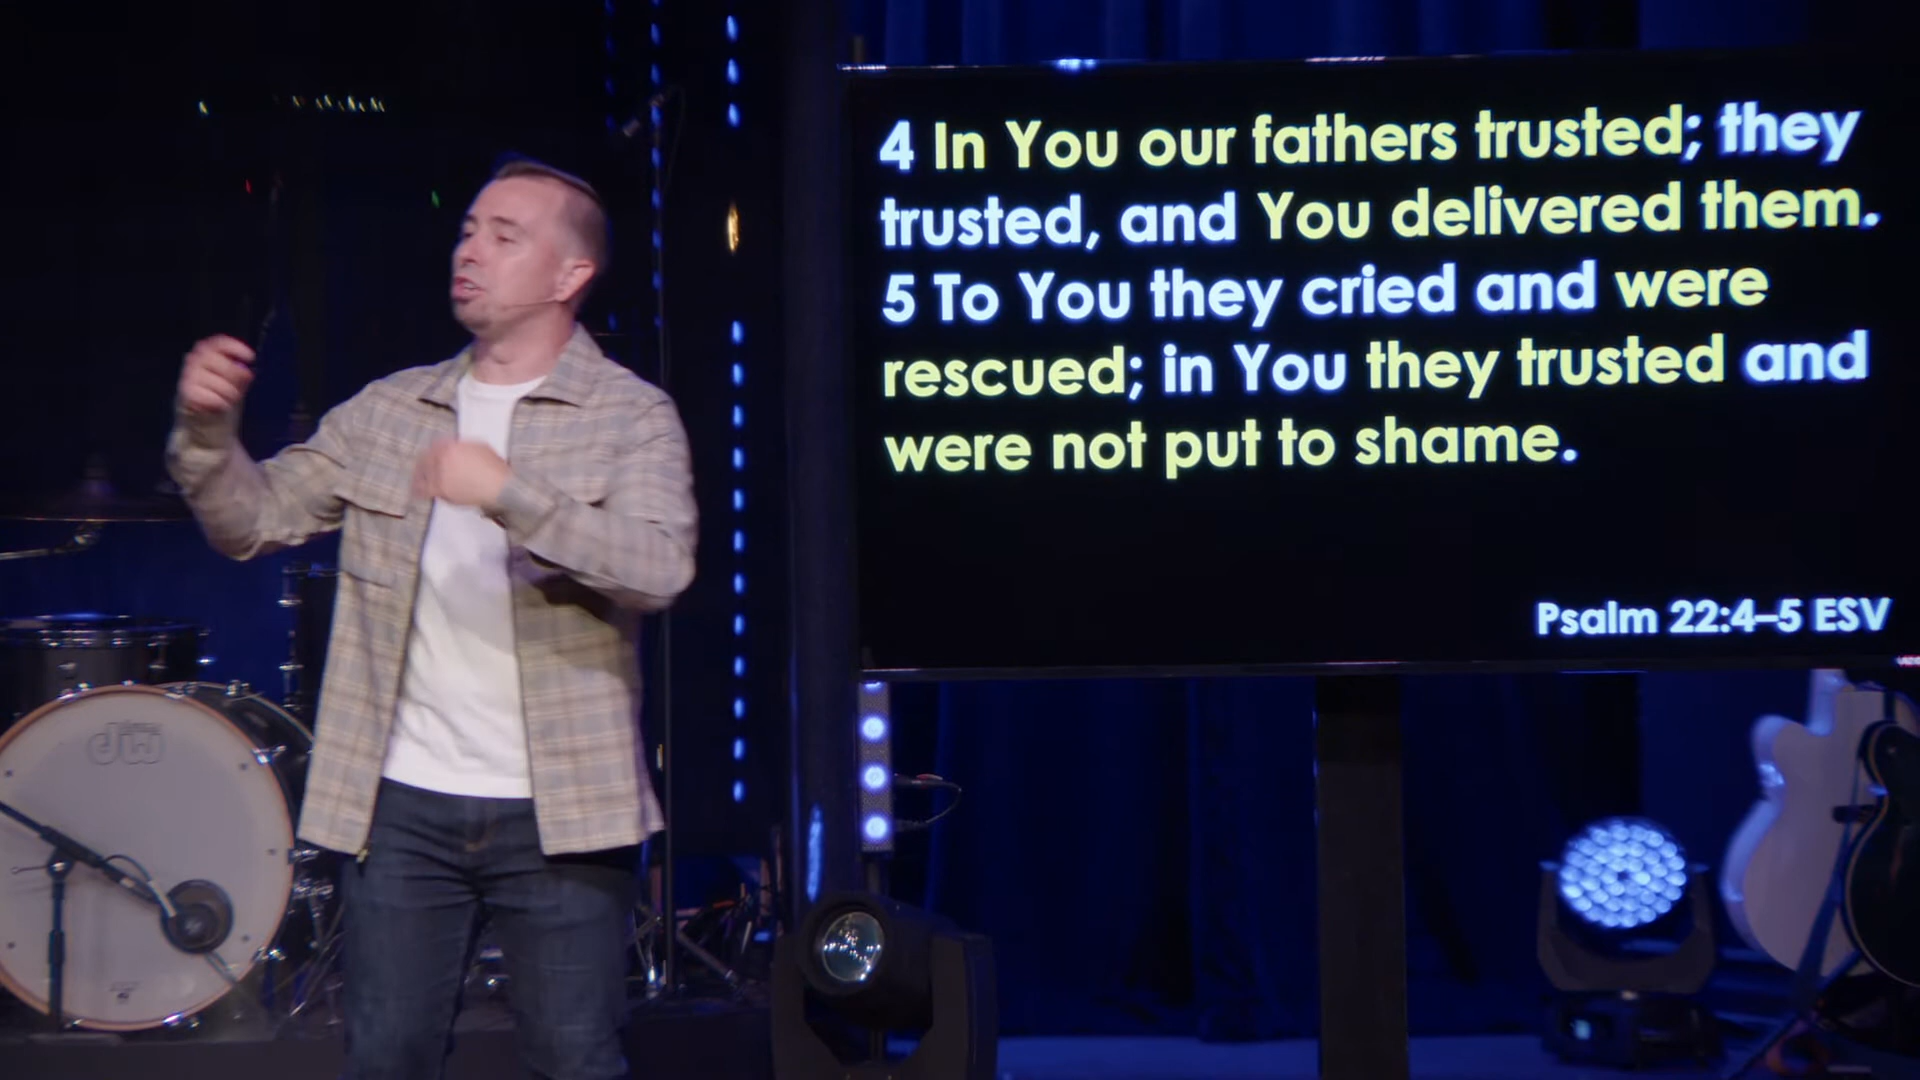 4 In You our fathers trusted; they
trusted, and You delivered them.
5 To You they cried and were
rescued; in You they trusted and
were not put to shame.
Psalm 22:4–5 ESV
dw